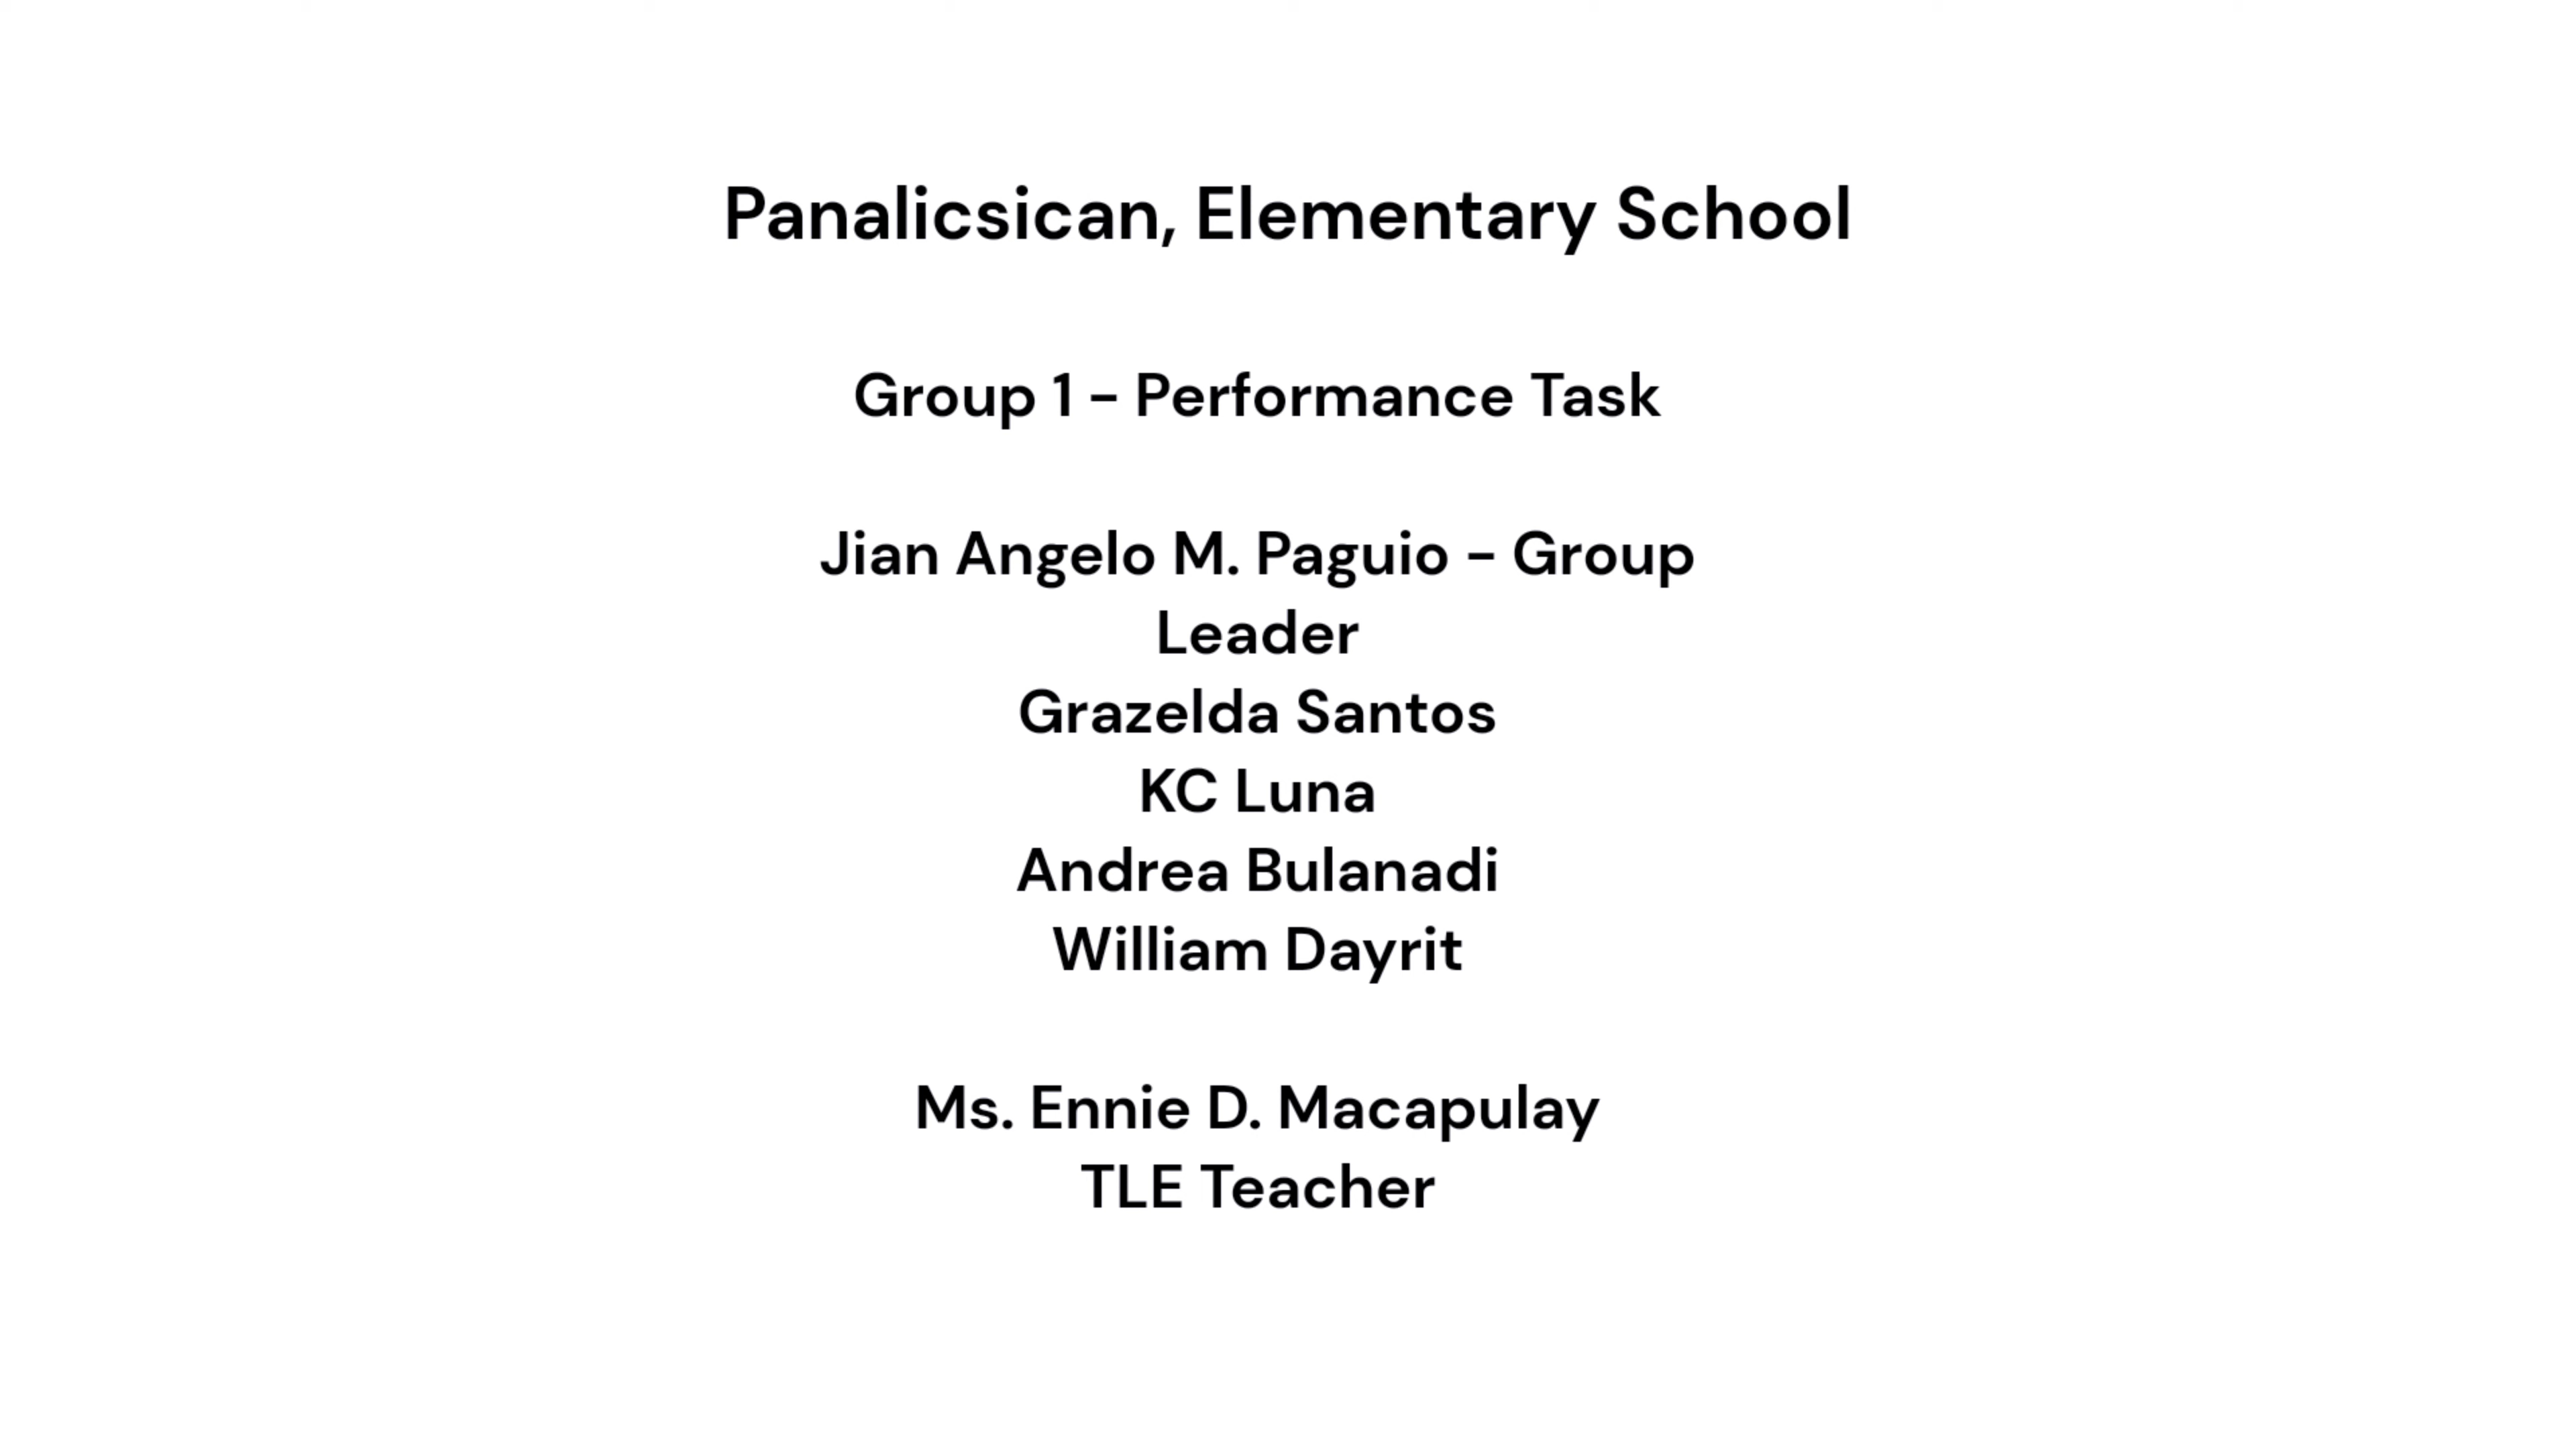 Panalicsican, Elementary School
Group 1 - Performance Task
Jian Angelo M. Paguio - Group
Leader
Grazelda Santos
KC Luna
Andrea Bulanadi
William Dayrit
Ms. Ennie D. Macapulay
TLE Teacher